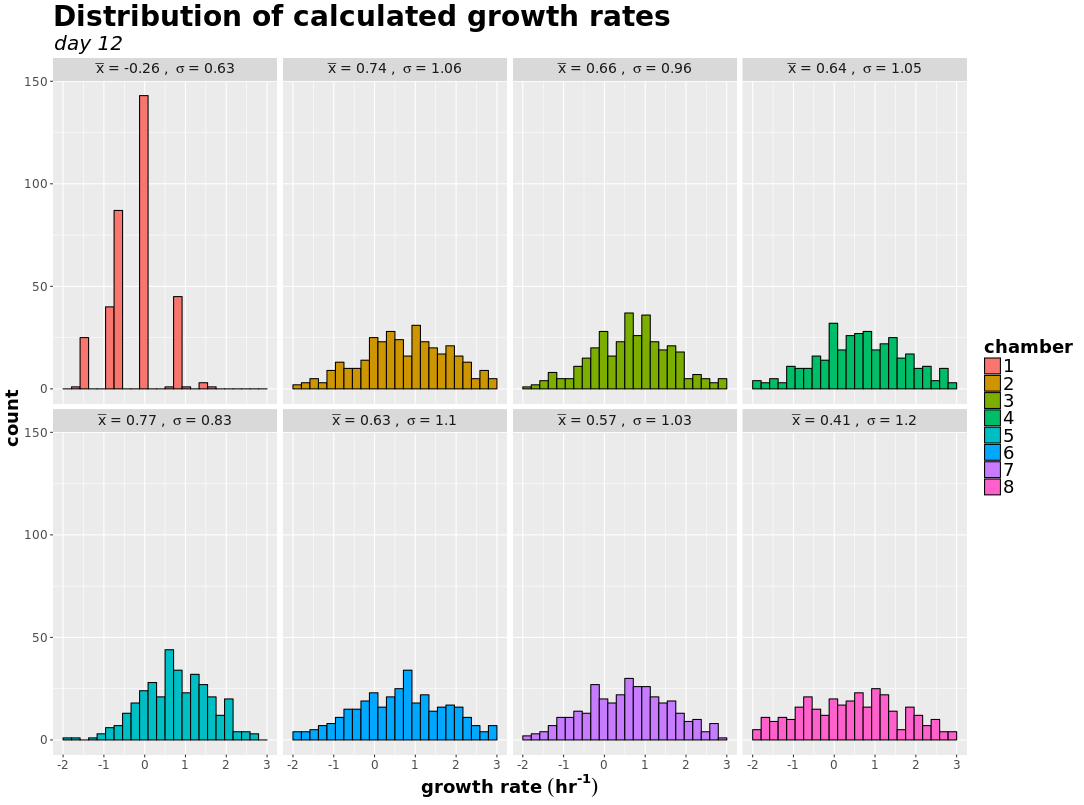 Distribution of calculated growth rates
day 12
x̅ = -0.26 , σ = 0.63
x̅ = 0.74 , σ = 1.06
x̅ = 0.66 , σ = 0.96
x̅ = 0.64 , σ = 1.05
150
100
50
0
x̅ = 0.77 , σ = 0.83
x̅ = 0.63 , σ = 1.1
x̅ = 0.57 , σ = 1.03
x̅ = 0.41 , σ = 1.2
150
100
50
0
-2 -1 0 1 2 3
-2 -1 0 1 2 3
-2 -1 0 1 2 3
-2 -1 0 1 2 3
count
growth rate (hr⁻¹)
chamber
1
2
3
4
5
6
7
8